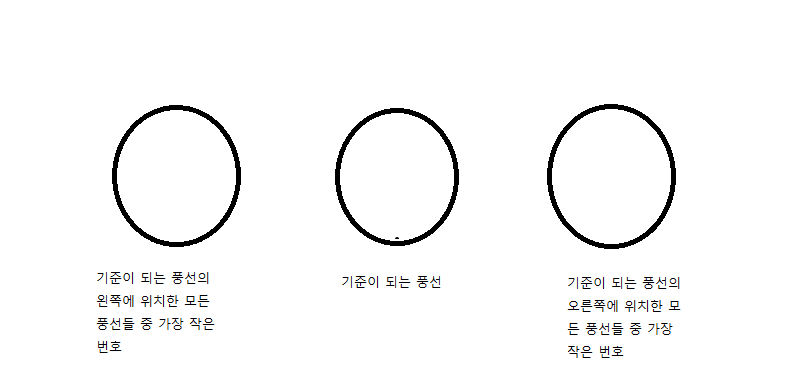 기준이 되는 풍선의
왼쪽에 위치한 모든
풍선들 중 가장 작은
번호
기준이 되는 풍선
기준이 되는 풍선의
오른쪽에 위치한 모
든 풍선들 중 가장
작은 번호